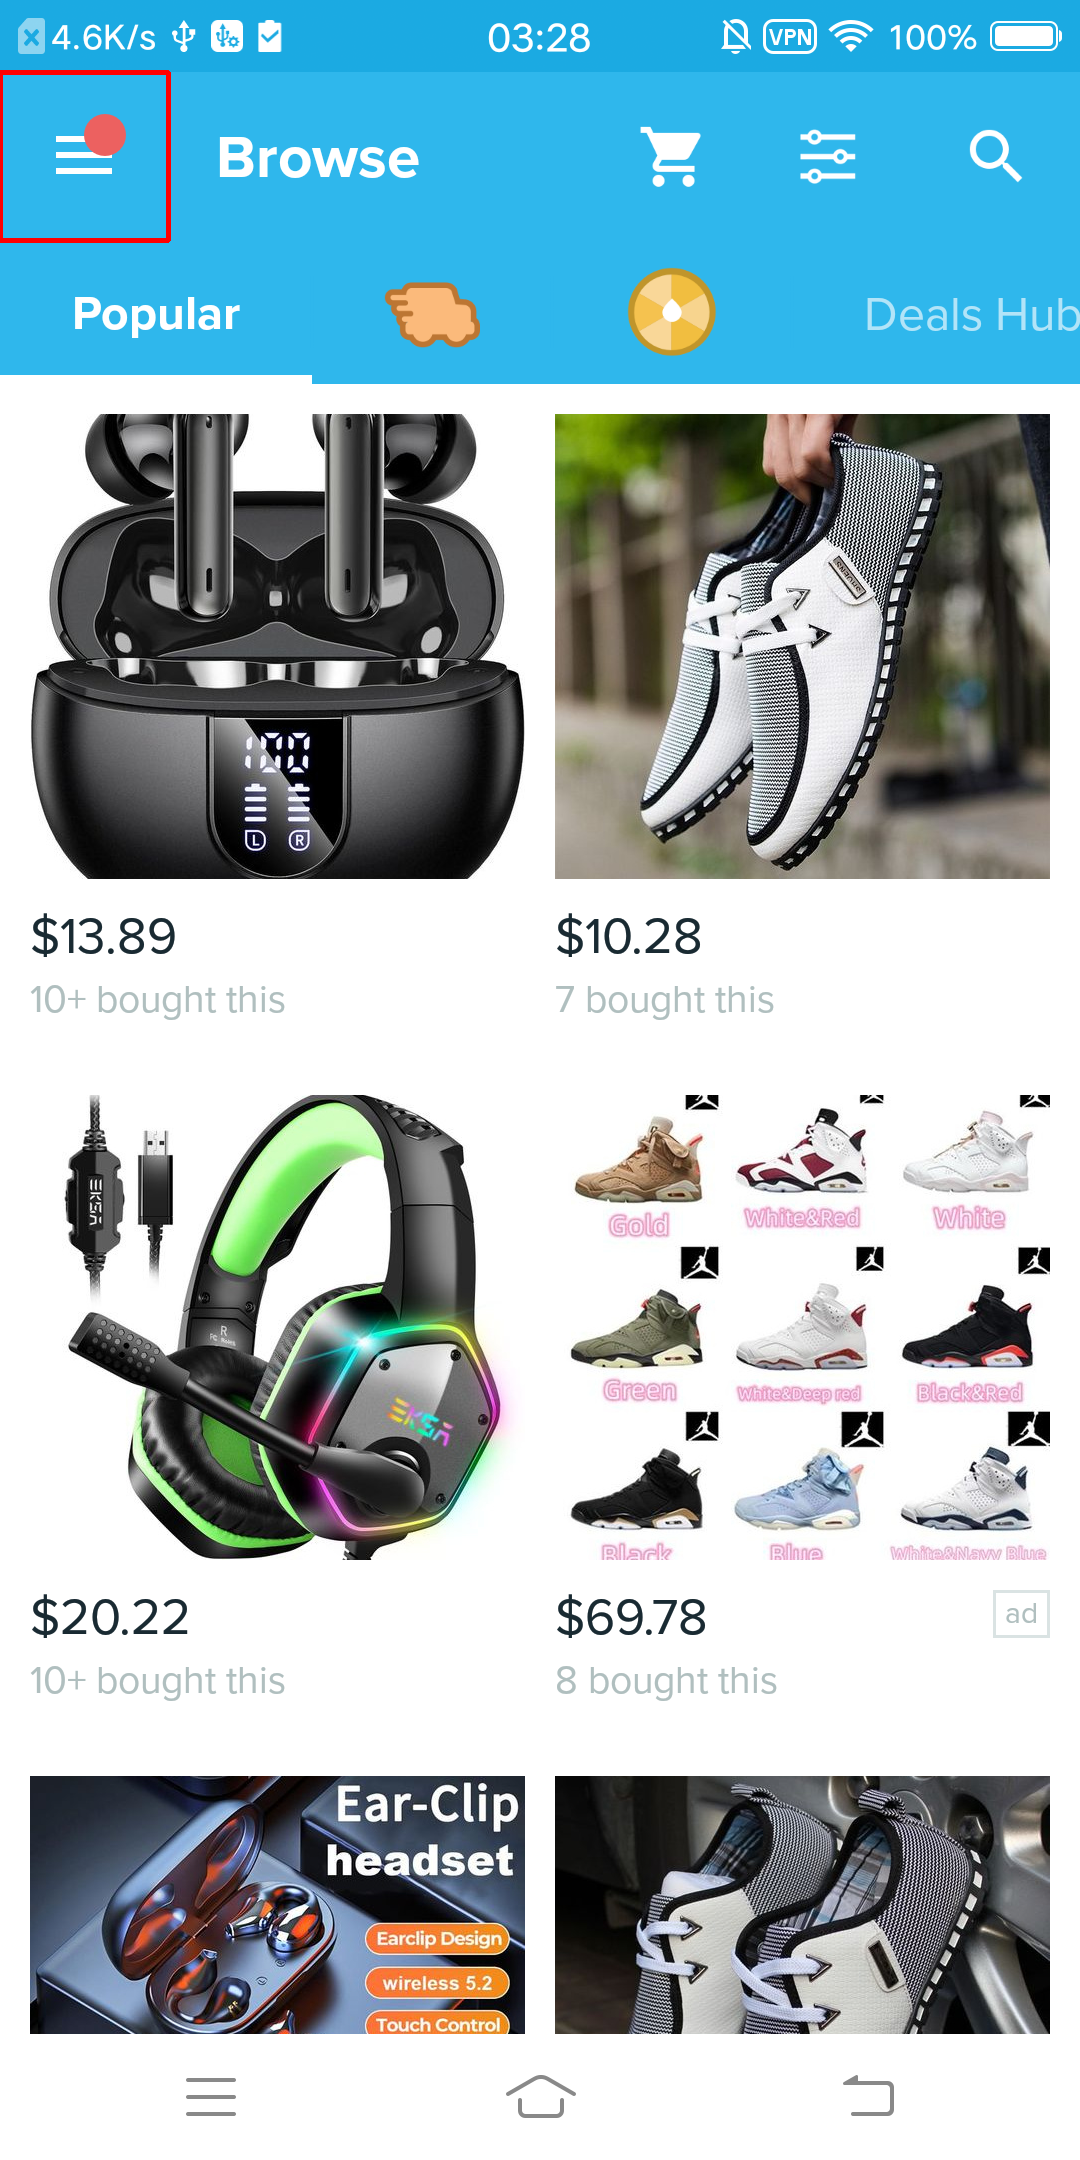 4.6K/s 03:28 VPN 100%
Browse
Popular Deals Hub
100
L R
$13.89 $10.28
10+ bought this 7 bought this
EKSA
R
FC RoHS
EKSA
Gold White&Red White
Green White&Deep red Black&Red
Black Blue White&Navy Blue
$20.22 $69.78 ad
10+ bought this 8 bought this
Ear-Clip
headset
Earclip Design
wireless 5.2
Touch Control